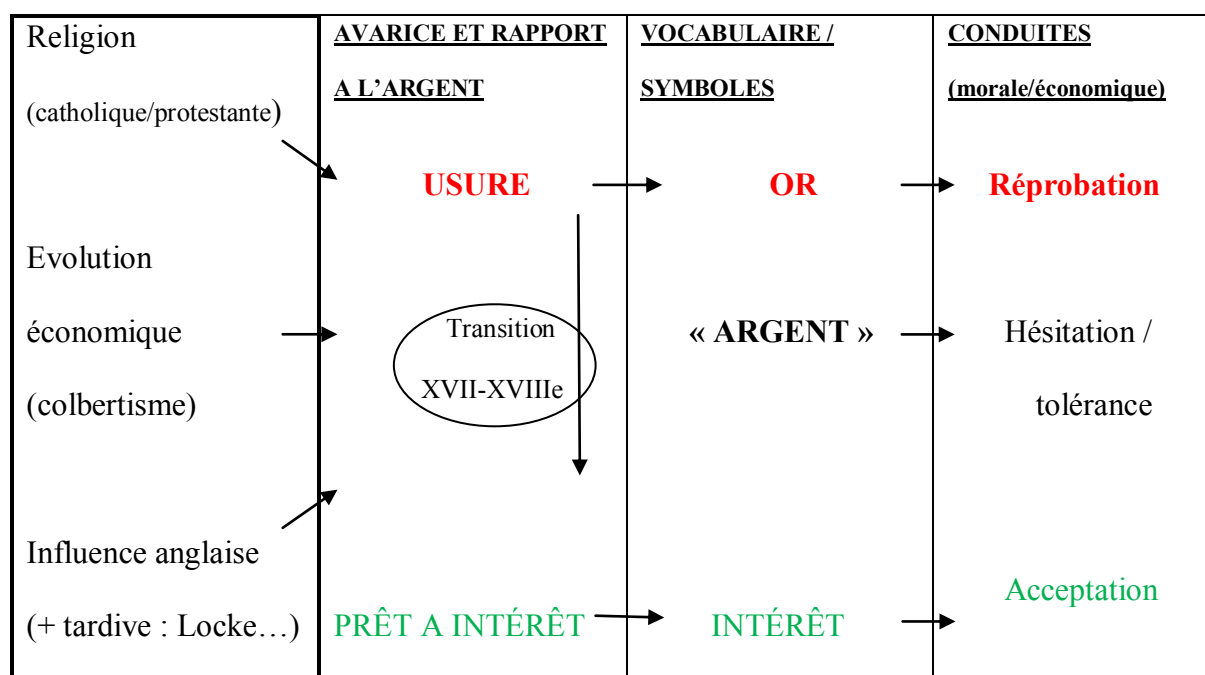 Religion
(catholique/protestante)
Evolution
économique
(colbertisme)
Influence anglaise
(+ tardive : Locke…)
AVARICE ET RAPPORT
A L’ARGENT
USURE
Transition
XVII-XVIIIe
PRÊT A INTÉRÊT
VOCABULAIRE /
SYMBOLES
OR
« ARGENT »
INTÉRÊT
CONDUITES
(morale/économique)
Réprobation
Hésitation /
tolérance
Acceptation